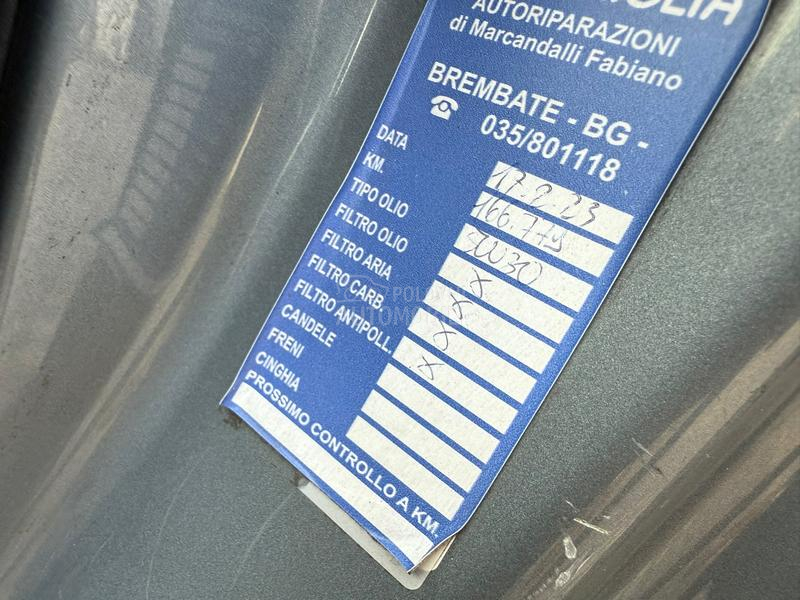 AUTORIPARAZIONI
di Marcandalli Fabiano
BREMBATE - BG -
☎ 035/801118
DATA 17.2.23
KM. 166.779
TIPO OLIO 5W30
FILTRO OLIO X
FILTRO ARIA X
FILTRO CARB. X
FILTRO ANTIPOLL. X
CANDELE
FRENI
CINGHIA
PROSSIMO CONTROLLO A KM.